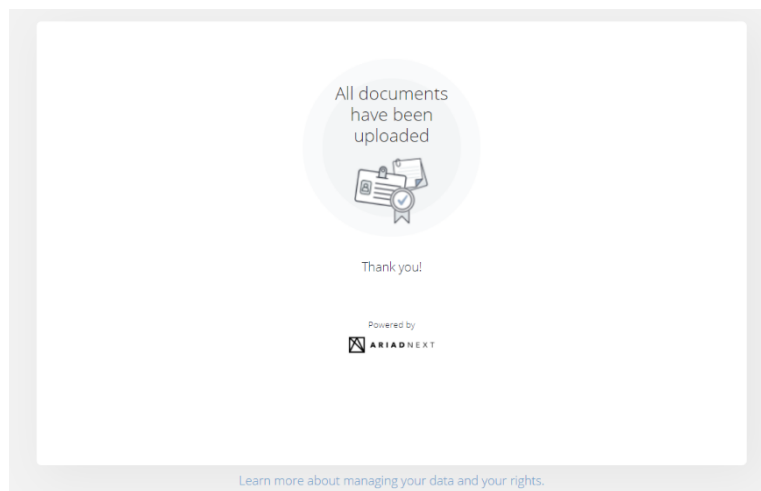 All documents
have been
uploaded
Thank you!
Powered by
ARIADNEXT
Learn more about managing your data and your rights.